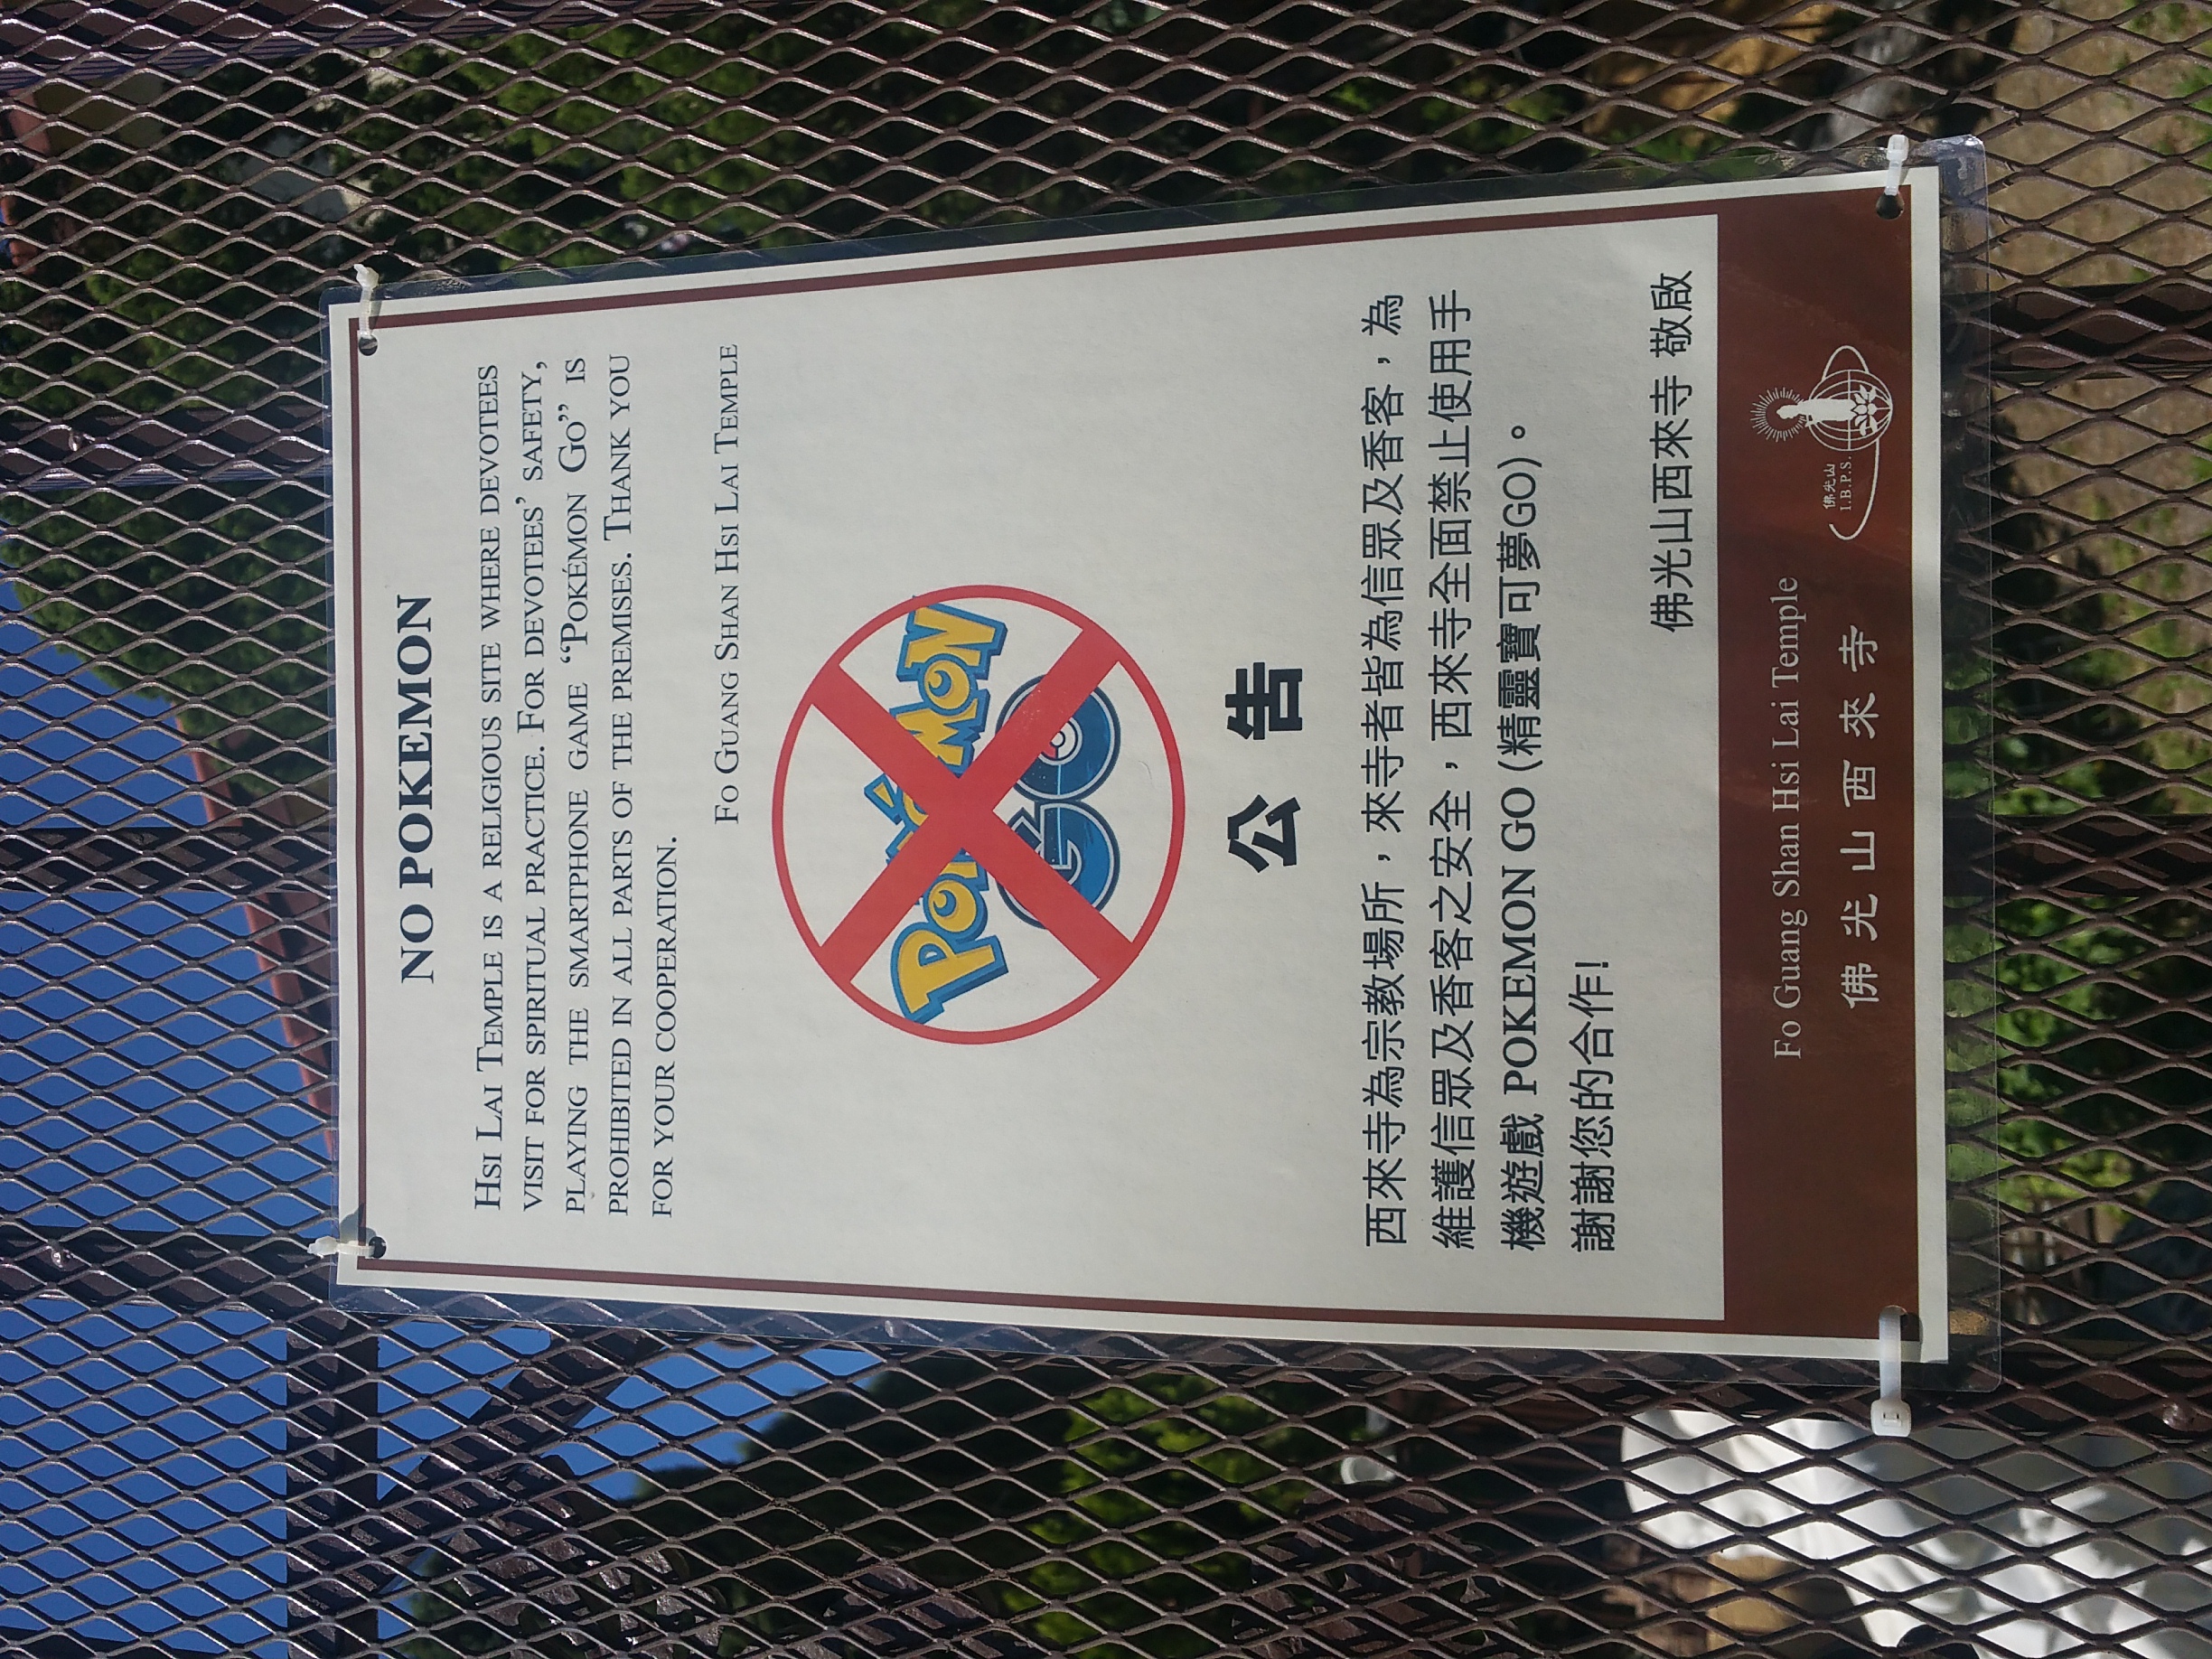 NO POKEMON
HSI LAI TEMPLE IS A RELIGIOUS SITE WHERE DEVOTEES
VISIT FOR SPIRITUAL PRACTICE. FOR DEVOTEES' SAFETY,
PLAYING THE SMARTPHONE GAME “POKÉMON GO” IS
PROHIBITED IN ALL PARTS OF THE PREMISES. THANK YOU
FOR YOUR COOPERATION.
FO GUANG SHAN HSI LAI TEMPLE
POKéMON
GO
公告
西來寺為宗教場所，來寺者皆為信眾及香客，為
維護信眾及香客之安全，西來寺全面禁止使用手
機遊戲 POKEMON GO (精靈寶可夢GO)。
謝謝您的合作!
佛光山西來寺 敬啟
Fo Guang Shan Hsi Lai Temple
佛光山西來寺
佛光山
I.B.P.S.